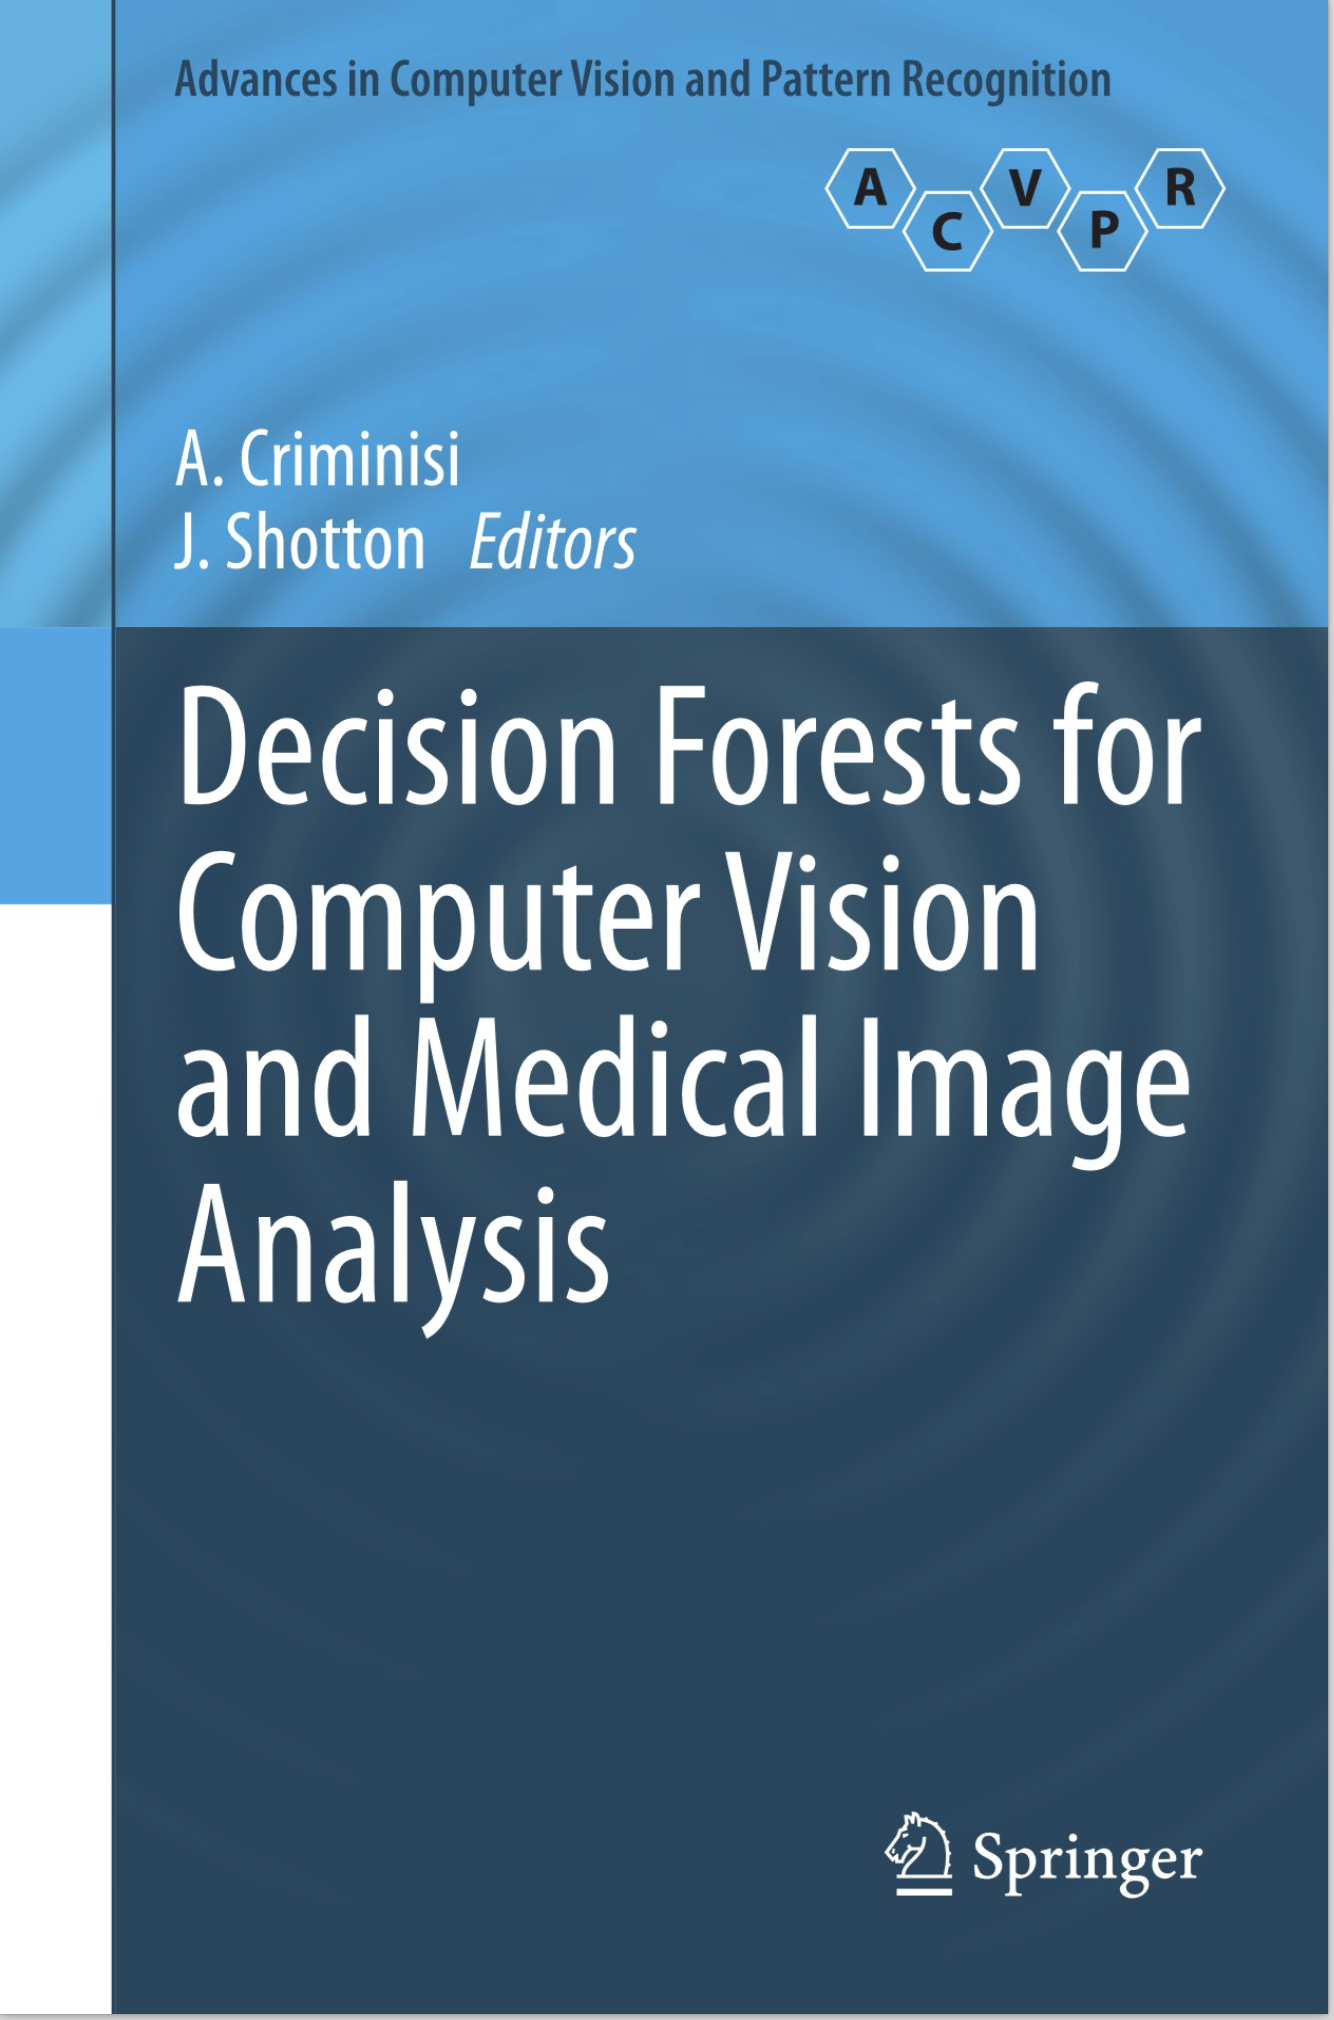 Advances in Computer Vision and Pattern Recognition
A C V P R
A. Criminisi
J. Shotton Editors
Decision Forests for
Computer Vision
and Medical Image
Analysis
Springer